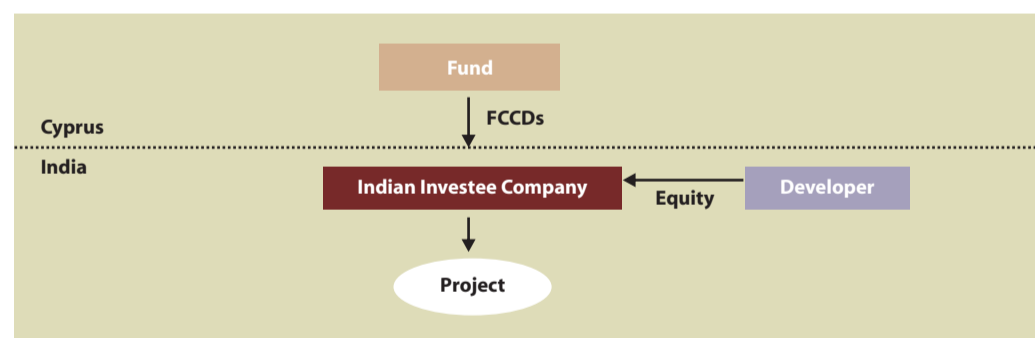 Fund
FCCDs
Cyprus
India
Indian Investee Company
Developer
Equity
Project